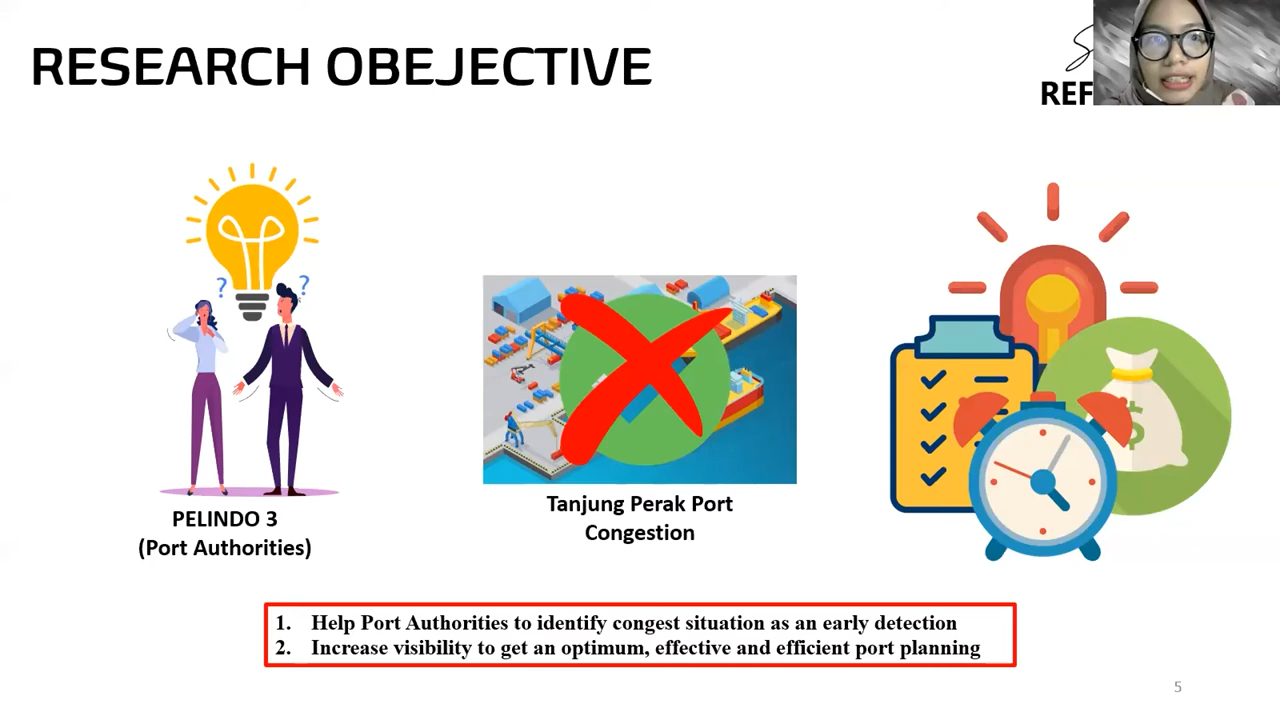 RESEARCH OBEJECTIVE
REF
? ?
PELINDO 3
(Port Authorities)
Tanjung Perak Port
Congestion
$
1. Help Port Authorities to identify congest situation as an early detection
2. Increase visibility to get an optimum, effective and efficient port planning
5